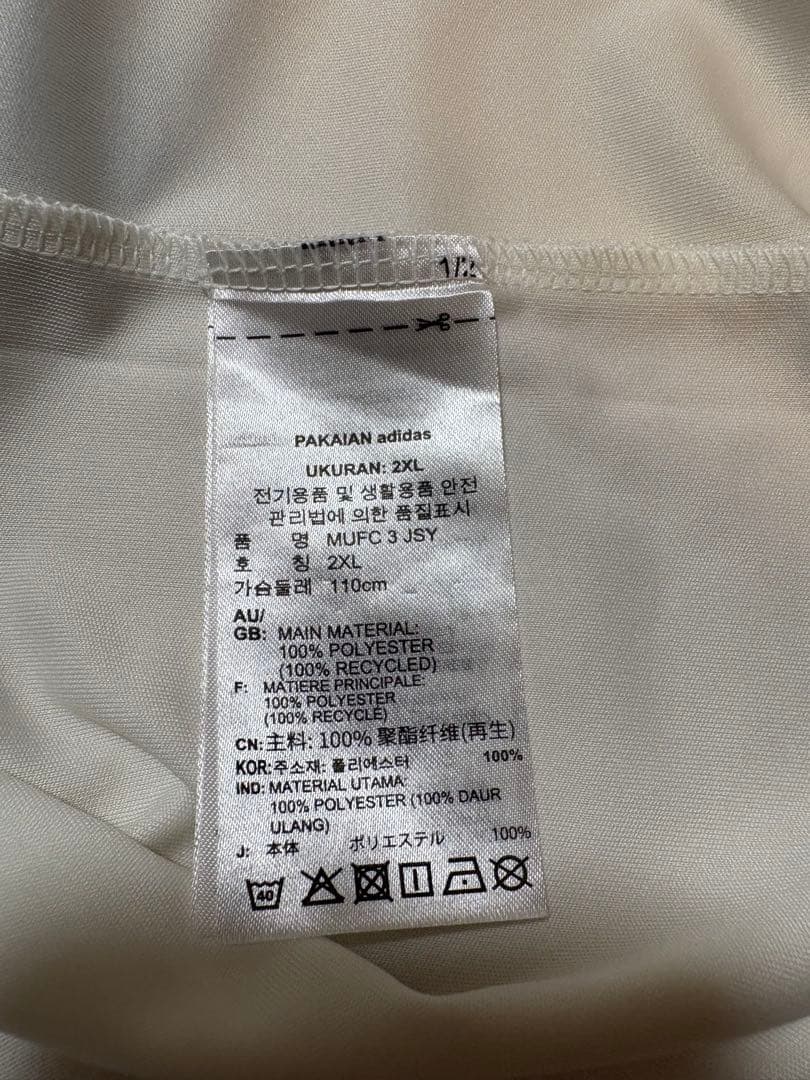 PAKAIAN adidas
UKURAN: 2XL
전기용품 및 생활용품 안전
관리법에 의한 품질표시
품 명 MUFC 3 JSY
호 칭 2XL
가슴둘레 110cm
AU/
GB: MAIN MATERIAL:
100% POLYESTER
(100% RECYCLED)
F: MATIERE PRINCIPALE:
100% POLYESTER
(100% RECYCLE)
CN: 主料: 100% 聚酯纤维(再生)
KOR: 주소재: 폴리에스터 100%
IND: MATERIAL UTAMA:
100% POLYESTER (100% DAUR
ULANG)
J: 本体 ポリエステル 100%
40